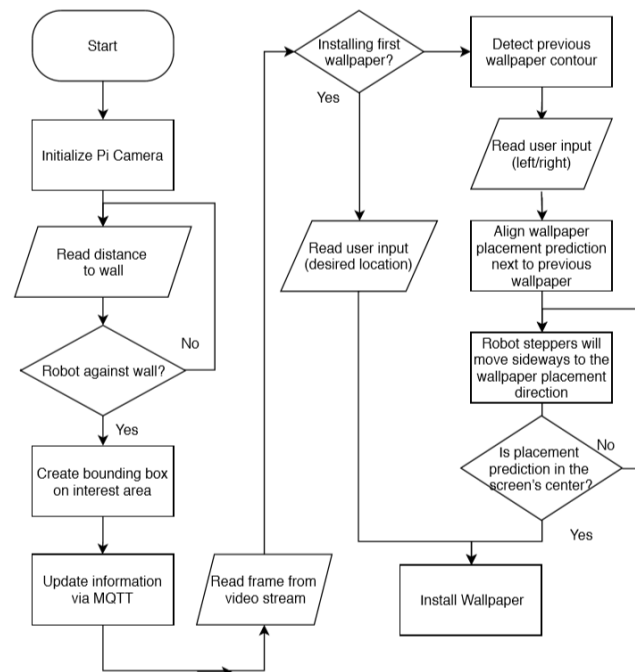 Start
Initialize Pi Camera
Read distance
to wall
No
Robot against wall?
Yes
Create bounding box
on interest area
Update information
via MQTT
Read frame from
video stream
Installing first
wallpaper?
Yes
Read user input
(desired location)
Detect previous
wallpaper contour
Read user input
(left/right)
Align wallpaper
placement prediction
next to previous
wallpaper
Robot steppers will
move sideways to the
wallpaper placement
direction
No
Is placement
prediction in the
screen's center?
Yes
Install Wallpaper